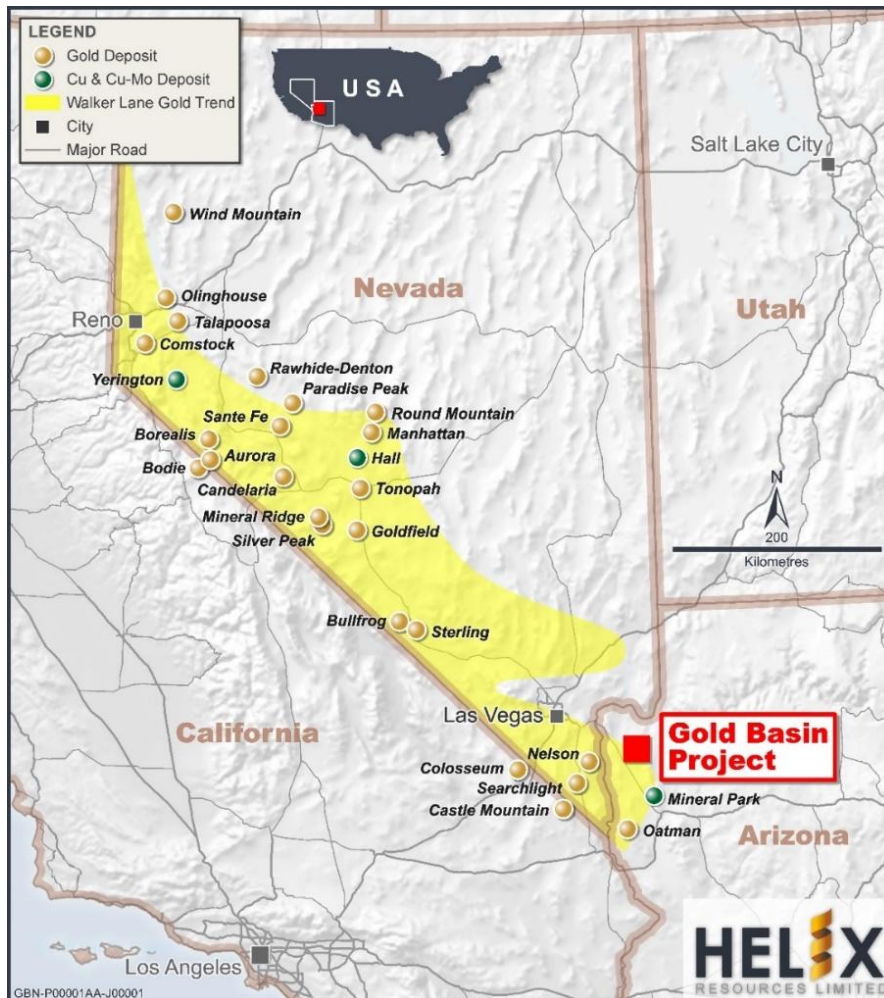 LEGEND
Gold Deposit
Cu & Cu-Mo Deposit
Walker Lane Gold Trend
City
Major Road
USA
Salt Lake City
Wind Mountain
Nevada
Utah
Olinghouse
Reno
Talapoosa
Comstock
Rawhide-Denton
Yerington
Paradise Peak
Sante Fe
Round Mountain
Borealis
Manhattan
Aurora
Hall
Bodie
Candelaria
Tonopah
N
200
Kilometres
Mineral Ridge
Silver Peak
Goldfield
Bullfrog
Sterling
California
Las Vegas
Gold Basin
Project
Nelson
Colosseum
Searchlight
Mineral Park
Castle Mountain
Oatman
Arizona
Los Angeles
HELIX
RESOURCES LIMITED
GBN-P00001AA-J00001